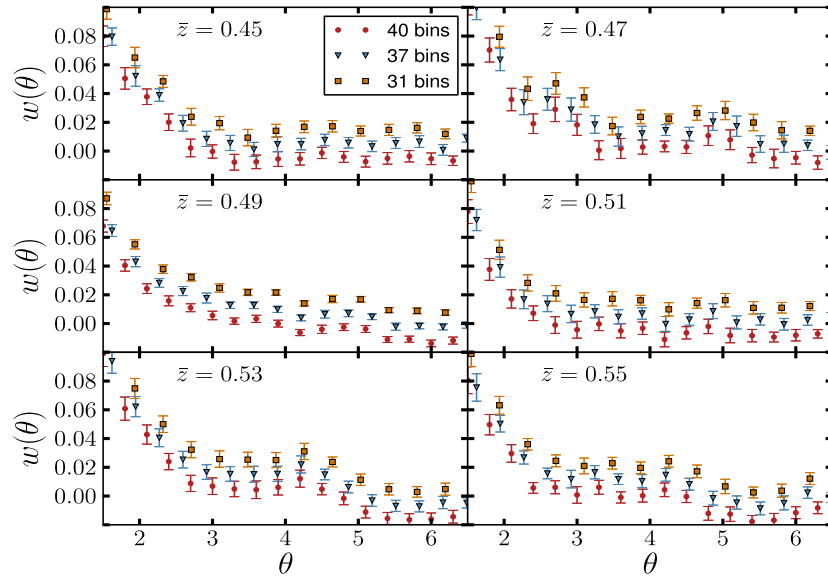 0.08
0.06
0.04
0.02
0.00
w(θ)
z̄ = 0.45
40 bins
37 bins
31 bins
z̄ = 0.47
0.08
0.06
0.04
0.02
0.00
w(θ)
z̄ = 0.49
z̄ = 0.51
0.08
0.06
0.04
0.02
0.00
w(θ)
z̄ = 0.53
z̄ = 0.55
2 3 4 5 6 2 3 4 5 6
θ θ